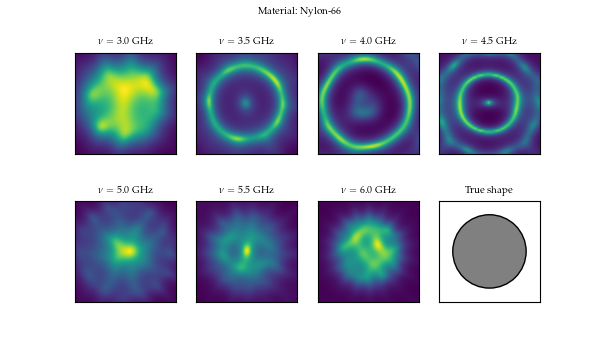 Material: Nylon-66
ν = 3.0 GHz
ν = 3.5 GHz
ν = 4.0 GHz
ν = 4.5 GHz
ν = 5.0 GHz
ν = 5.5 GHz
ν = 6.0 GHz
True shape